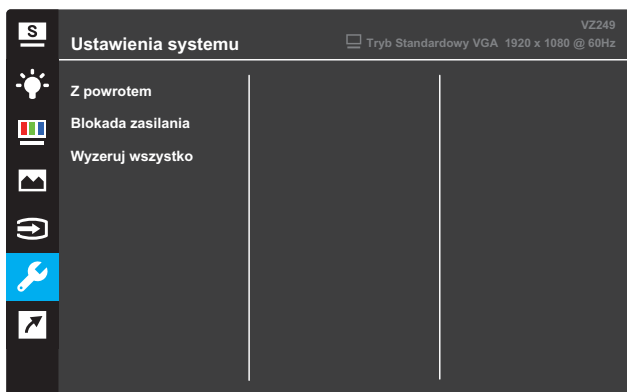 S
VZ249
Ustawienia systemu
Tryb Standardowy VGA 1920 x 1080 @ 60Hz
Z powrotem
Blokada zasilania
Wyzeruj wszystko